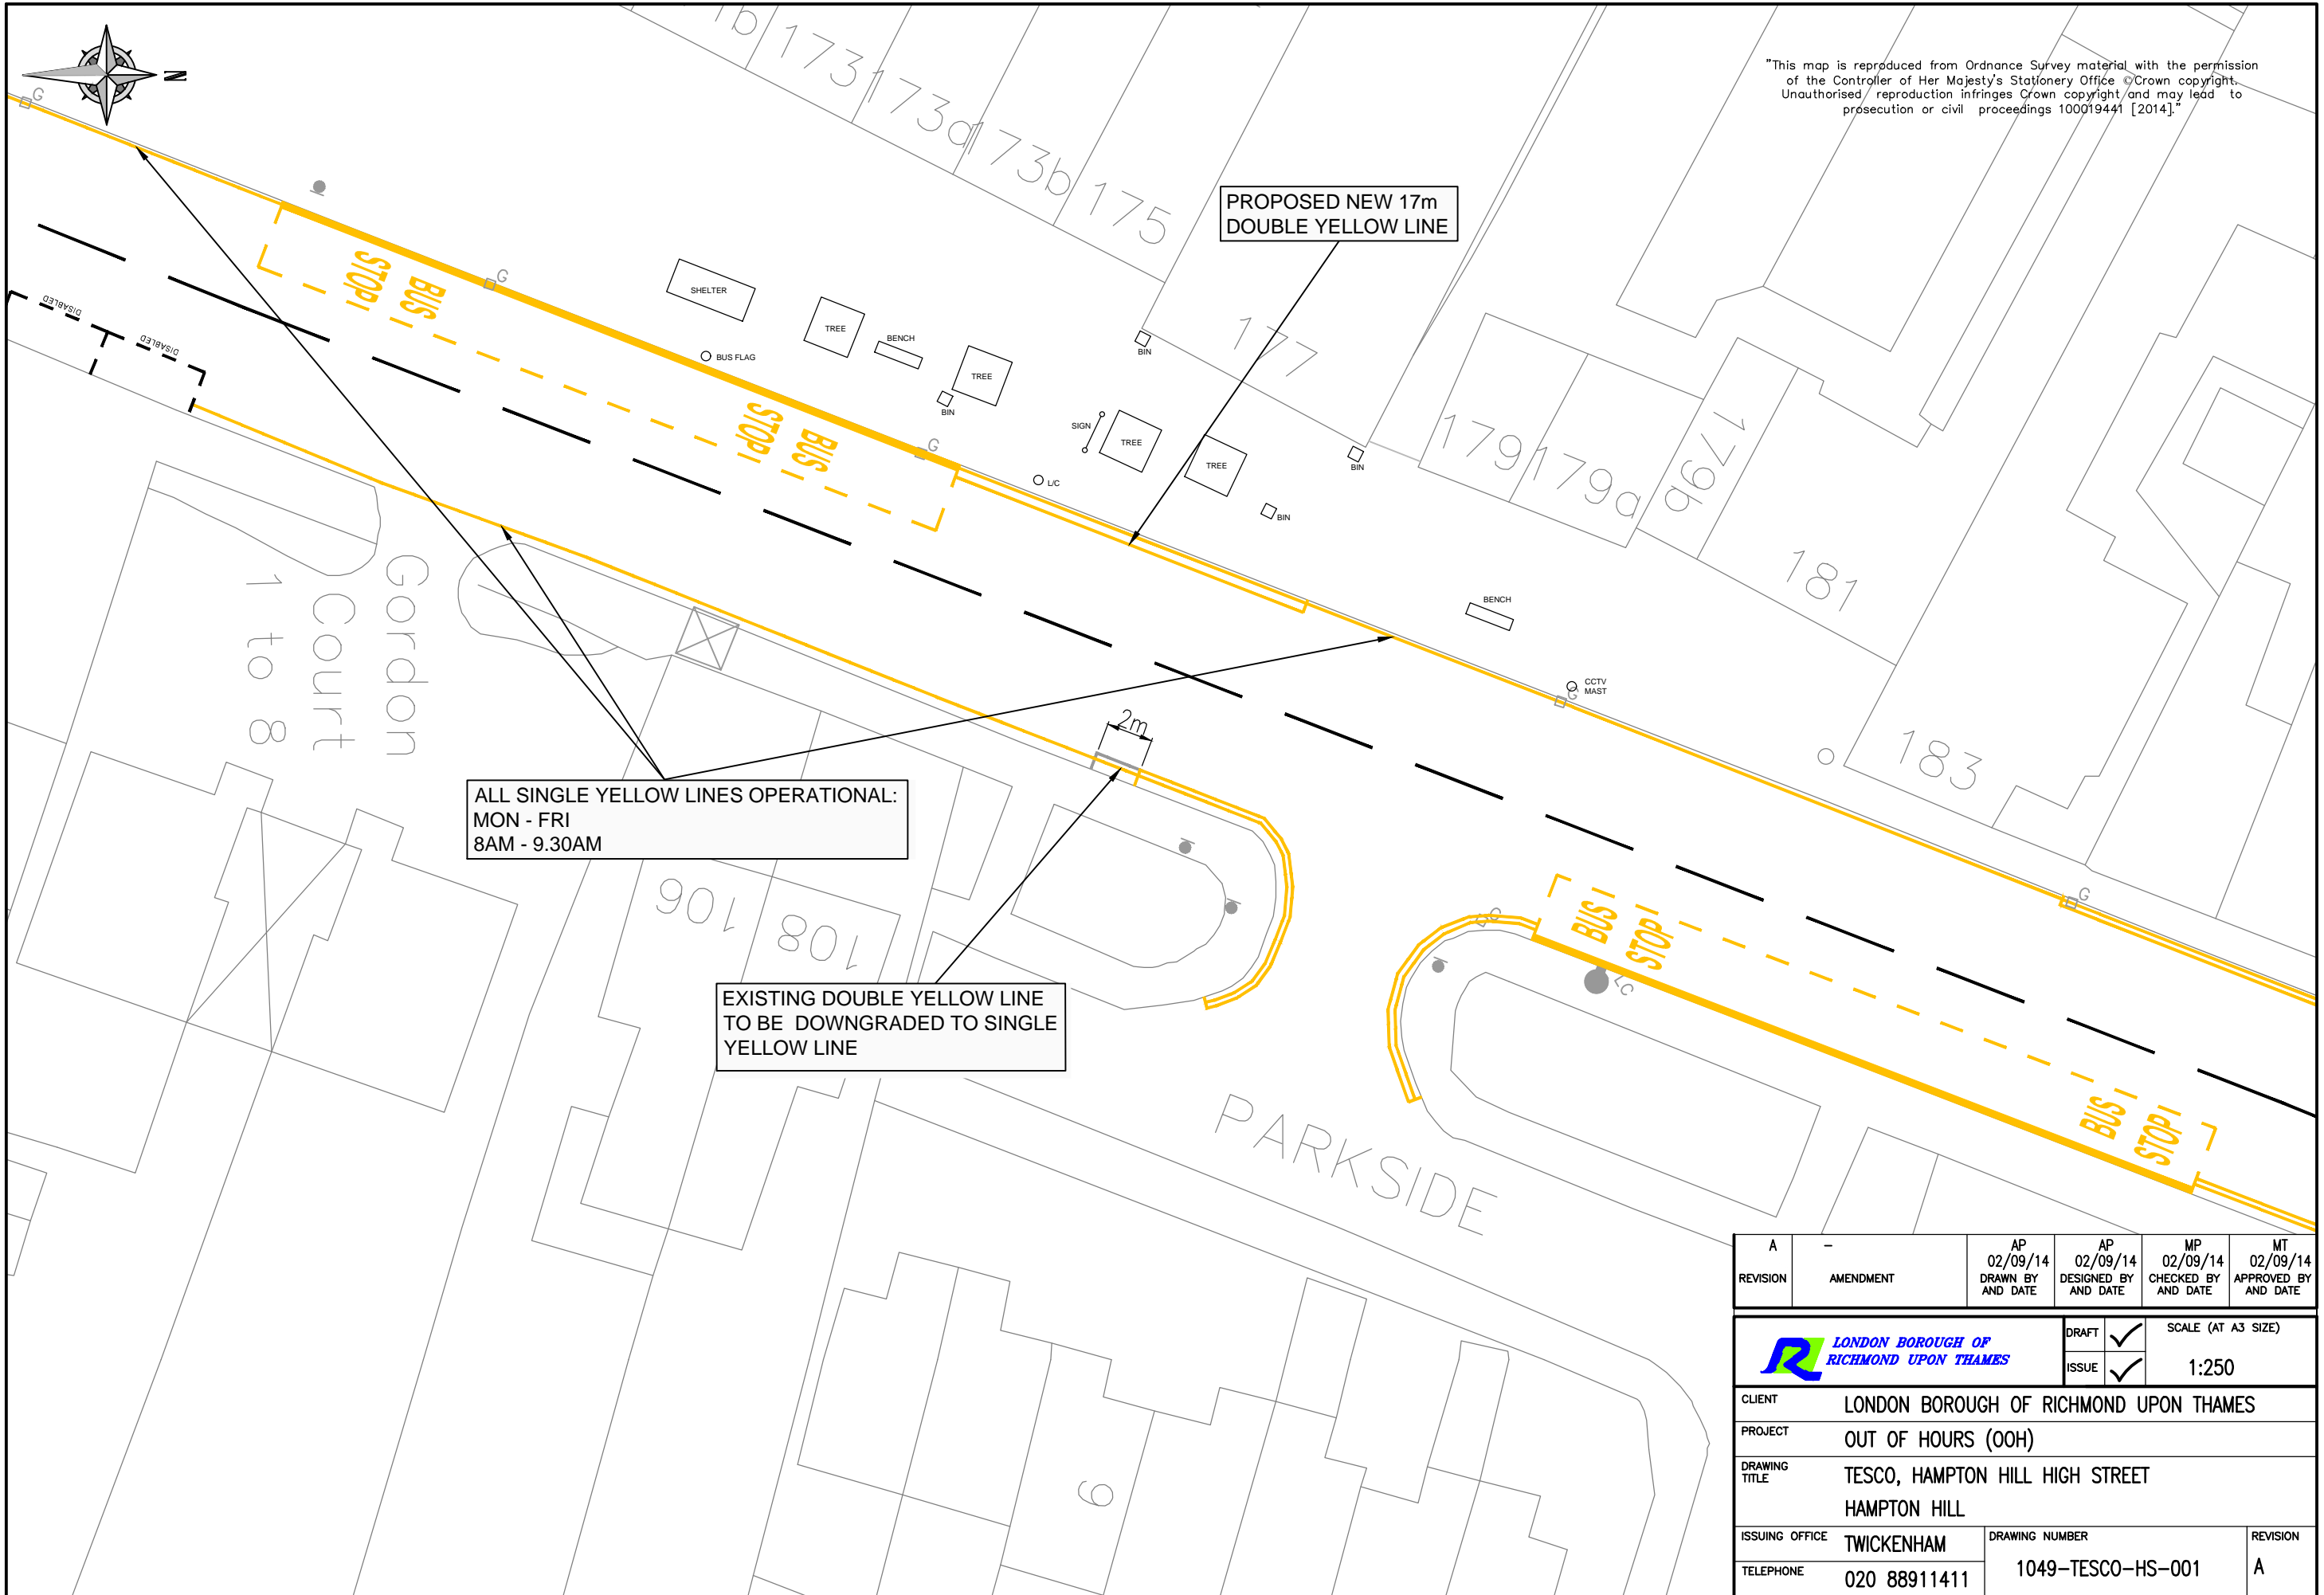 N
"This map is reproduced from Ordnance Survey material with the permission
of the Controller of Her Majesty's Stationery Office ©Crown copyright.
Unauthorised reproduction infringes Crown copyright and may lead to
prosecution or civil proceedings 100019441 [2014]."
173
173a
173b
175
177
179
179a
179b
181
183
PROPOSED NEW 17m
DOUBLE YELLOW LINE
G
G
G
G
G
DISABLED
DISABLED
BUS
STOP
BUS
STOP
SHELTER
BUS FLAG
TREE
BENCH
TREE
BIN
BIN
SIGN
TREE
TREE
L/C
BIN
BIN
BENCH
CCTV
MAST
Gordon
Court
1 to 8
2m
ALL SINGLE YELLOW LINES OPERATIONAL:
MON - FRI
8AM - 9.30AM
106
108
EXISTING DOUBLE YELLOW LINE
TO BE DOWNGRADED TO SINGLE
YELLOW LINE
BUS
STOP
LC
BUS
STOP
PARKSIDE
A
–
AP
02/09/14
AP
02/09/14
MP
02/09/14
MT
02/09/14
REVISION
AMENDMENT
DRAWN BY
AND DATE
DESIGNED BY
AND DATE
CHECKED BY
AND DATE
APPROVED BY
AND DATE
LONDON BOROUGH OF
RICHMOND UPON THAMES
DRAFT
ISSUE
SCALE (AT A3 SIZE)
1:250
CLIENT
LONDON BOROUGH OF RICHMOND UPON THAMES
PROJECT
OUT OF HOURS (OOH)
DRAWING
TITLE
TESCO, HAMPTON HILL HIGH STREET
HAMPTON HILL
ISSUING OFFICE
TWICKENHAM
TELEPHONE
020 88911411
DRAWING NUMBER
1049-TESCO-HS-001
REVISION
A